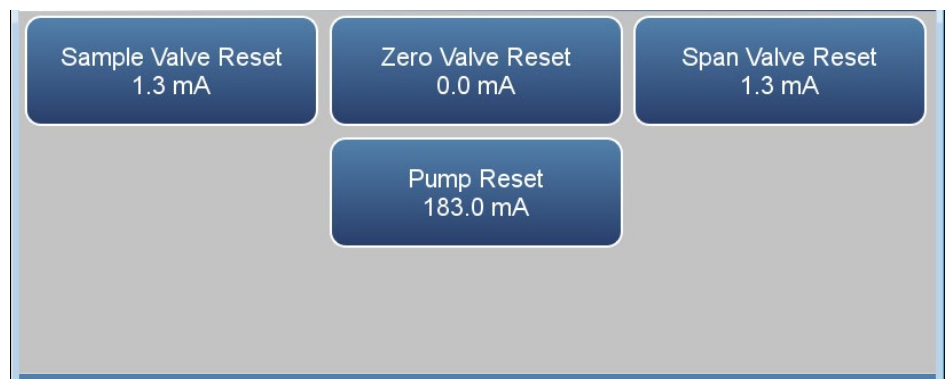 Sample Valve Reset
1.3 mA
Zero Valve Reset
0.0 mA
Span Valve Reset
1.3 mA
Pump Reset
183.0 mA